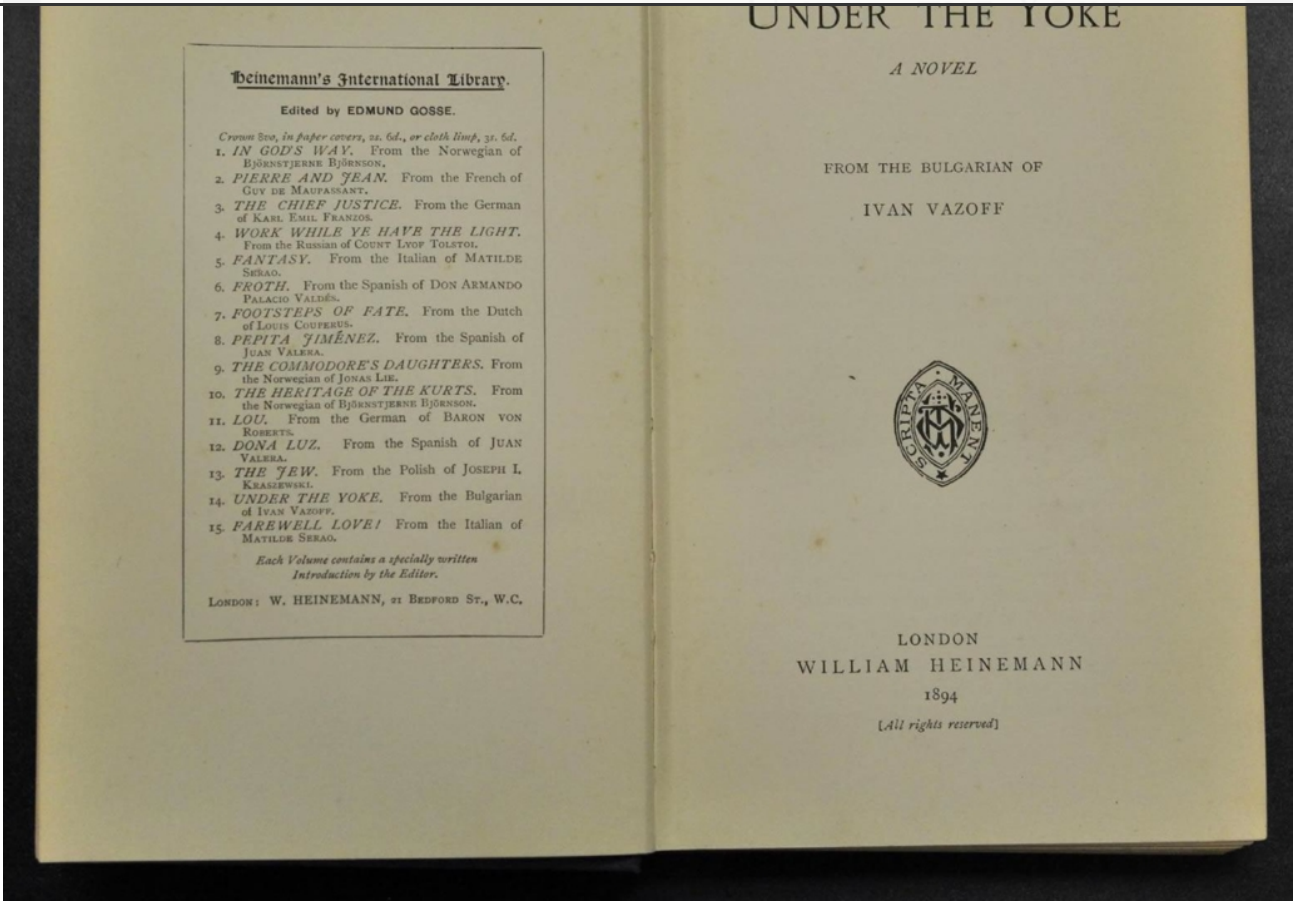 Heinemann's International Library.
Edited by EDMUND GOSSE.
Crown 8vo, in paper covers, 2s. 6d., or cloth limp, 3s. 6d.
1. IN GOD'S WAY. From the Norwegian of
BJÖRNSTJERNE BJÖRNSON.
2. PIERRE AND JEAN. From the French of
GUY DE MAUPASSANT.
3. THE CHIEF JUSTICE. From the German
of KARL EMIL FRANZOS.
4. WORK WHILE YE HAVE THE LIGHT.
From the Russian of COUNT LYOF TOLSTOI.
5. FANTASY. From the Italian of MATILDE
SERAO.
6. FROTH. From the Spanish of DON ARMANDO
PALACIO VALDÉS.
7. FOOTSTEPS OF FATE. From the Dutch
of LOUIS COUPERUS.
8. PEPITA JIMÉNEZ. From the Spanish of
JUAN VALERA.
9. THE COMMODORE'S DAUGHTERS. From
the Norwegian of JONAS LIE.
10. THE HERITAGE OF THE KURTS. From
the Norwegian of BJÖRNSTJERNE BJÖRNSON.
11. LOU. From the German of BARON VON
ROBERTS.
12. DONA LUZ. From the Spanish of JUAN
VALERA.
13. THE JEW. From the Polish of JOSEPH I.
KRASZEWSKI.
14. UNDER THE YOKE. From the Bulgarian
of IVAN VAZOFF.
15. FAREWELL LOVE! From the Italian of
MATILDE SERAO.
Each Volume contains a specially written
Introduction by the Editor.
LONDON: W. HEINEMANN, 21 BEDFORD ST., W.C.
UNDER THE YOKE
A NOVEL
FROM THE BULGARIAN OF
IVAN VAZOFF
SCRIPTA · MANENT
LONDON
WILLIAM HEINEMANN
1894
[All rights reserved]